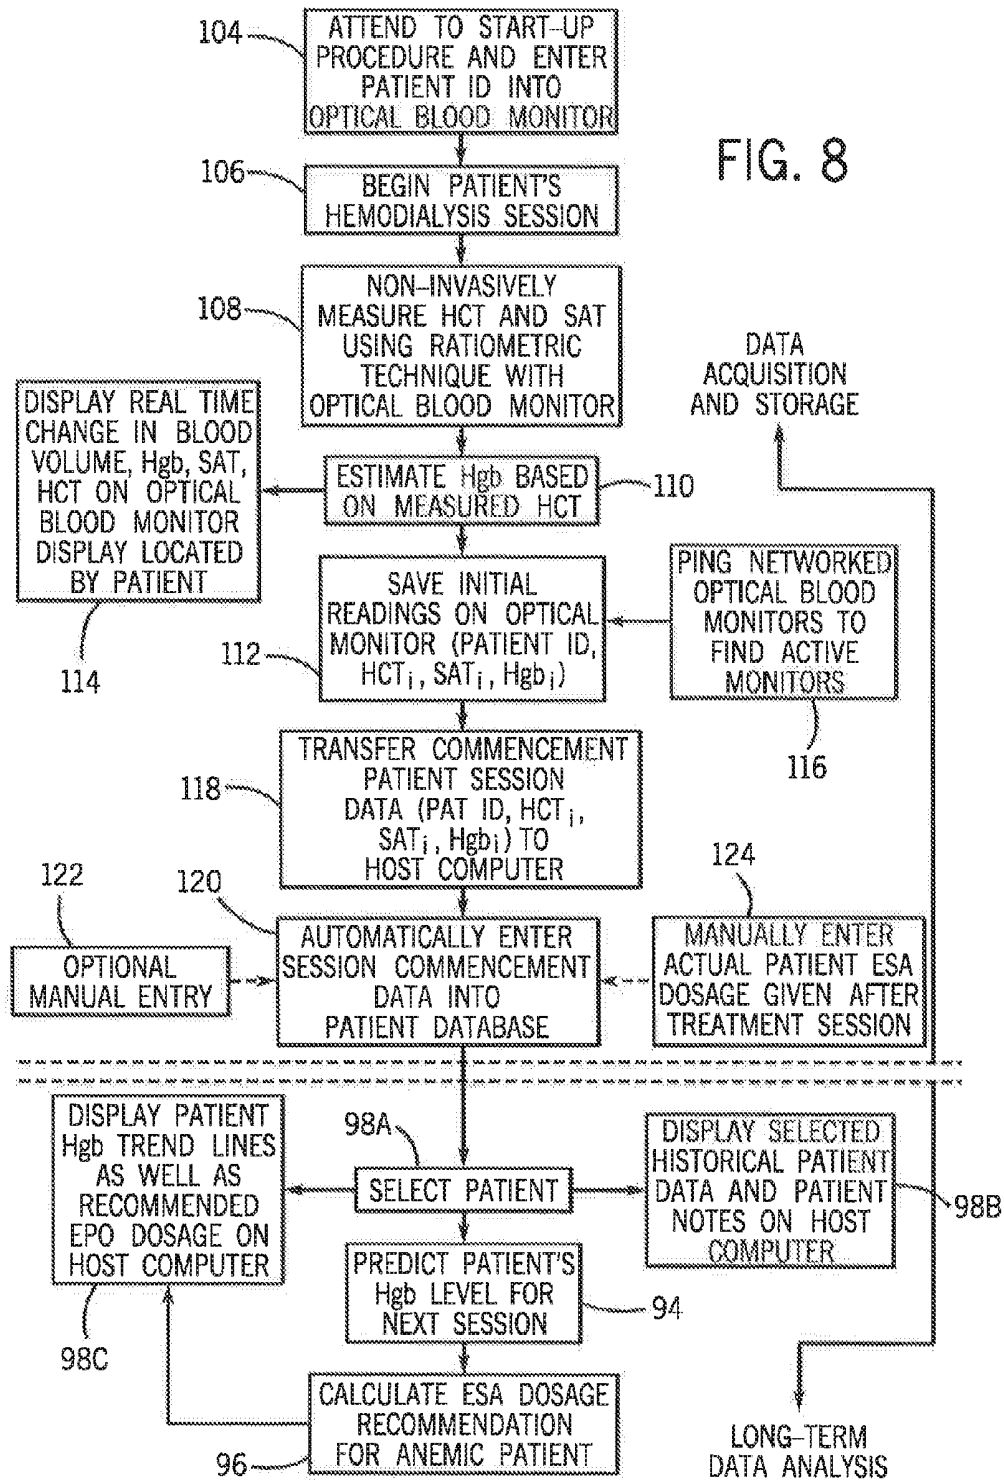 104
ATTEND TO START-UP
PROCEDURE AND ENTER
PATIENT ID INTO
OPTICAL BLOOD MONITOR
FIG. 8
106
BEGIN PATIENT'S
HEMODIALYSIS SESSION
108
NON-INVASIVELY
MEASURE HCT AND SAT
USING RATIOMETRIC
TECHNIQUE WITH
OPTICAL BLOOD MONITOR
DATA
ACQUISITION
AND STORAGE
DISPLAY REAL TIME
CHANGE IN BLOOD
VOLUME, Hgb, SAT,
HCT ON OPTICAL
BLOOD MONITOR
DISPLAY LOCATED
BY PATIENT
114
ESTIMATE Hgb BASED
ON MEASURED HCT
110
SAVE INITIAL
READINGS ON OPTICAL
MONITOR (PATIENT ID,
HCTi, SATi, Hgbi)
112
PING NETWORKED
OPTICAL BLOOD
MONITORS TO
FIND ACTIVE
MONITORS
116
118
TRANSFER COMMENCEMENT
PATIENT SESSION
DATA (PAT ID, HCTi,
SATi, Hgbi) TO
HOST COMPUTER
122
OPTIONAL
MANUAL ENTRY
120
AUTOMATICALLY ENTER
SESSION COMMENCEMENT
DATA INTO
PATIENT DATABASE
124
MANUALLY ENTER
ACTUAL PATIENT ESA
DOSAGE GIVEN AFTER
TREATMENT SESSION
DISPLAY PATIENT
Hgb TREND LINES
AS WELL AS
RECOMMENDED
EPO DOSAGE ON
HOST COMPUTER
98C
98A
SELECT PATIENT
DISPLAY SELECTED
HISTORICAL PATIENT
DATA AND PATIENT
NOTES ON HOST
COMPUTER
98B
PREDICT PATIENT'S
Hgb LEVEL FOR
NEXT SESSION
94
CALCULATE ESA DOSAGE
RECOMMENDATION
FOR ANEMIC PATIENT
96
LONG-TERM
DATA ANALYSIS